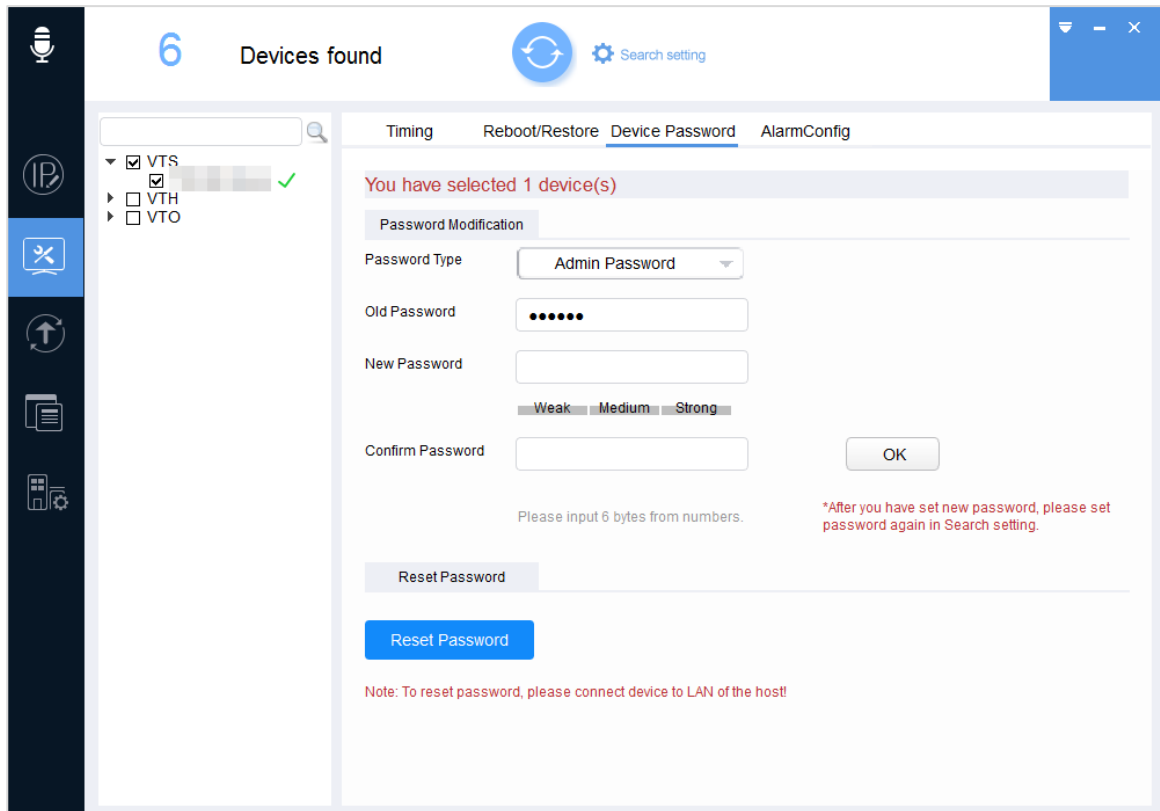 6 Devices found Search setting
Timing Reboot/Restore Device Password AlarmConfig
VTS
VTH
VTO
You have selected 1 device(s)
Password Modification
Password Type Admin Password
Old Password ●●●●●●
New Password
Weak Medium Strong
Confirm Password OK
Please input 6 bytes from numbers.
*After you have set new password, please set
password again in Search setting.
Reset Password
Reset Password
Note: To reset password, please connect device to LAN of the host!